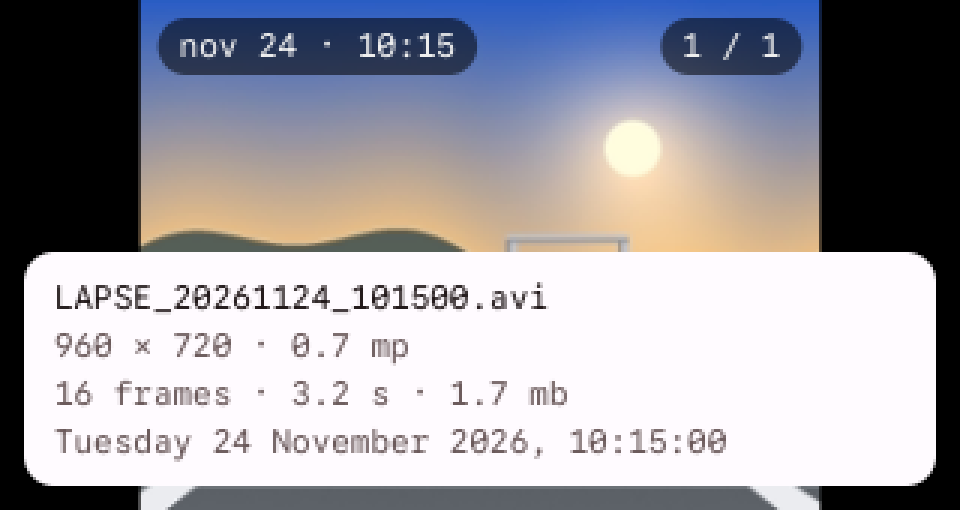 nov 24 · 10:15
1 / 1
LAPSE_20261124_101500.avi
960 × 720 · 0.7 mp
16 frames · 3.2 s · 1.7 mb
Tuesday 24 November 2026, 10:15:00